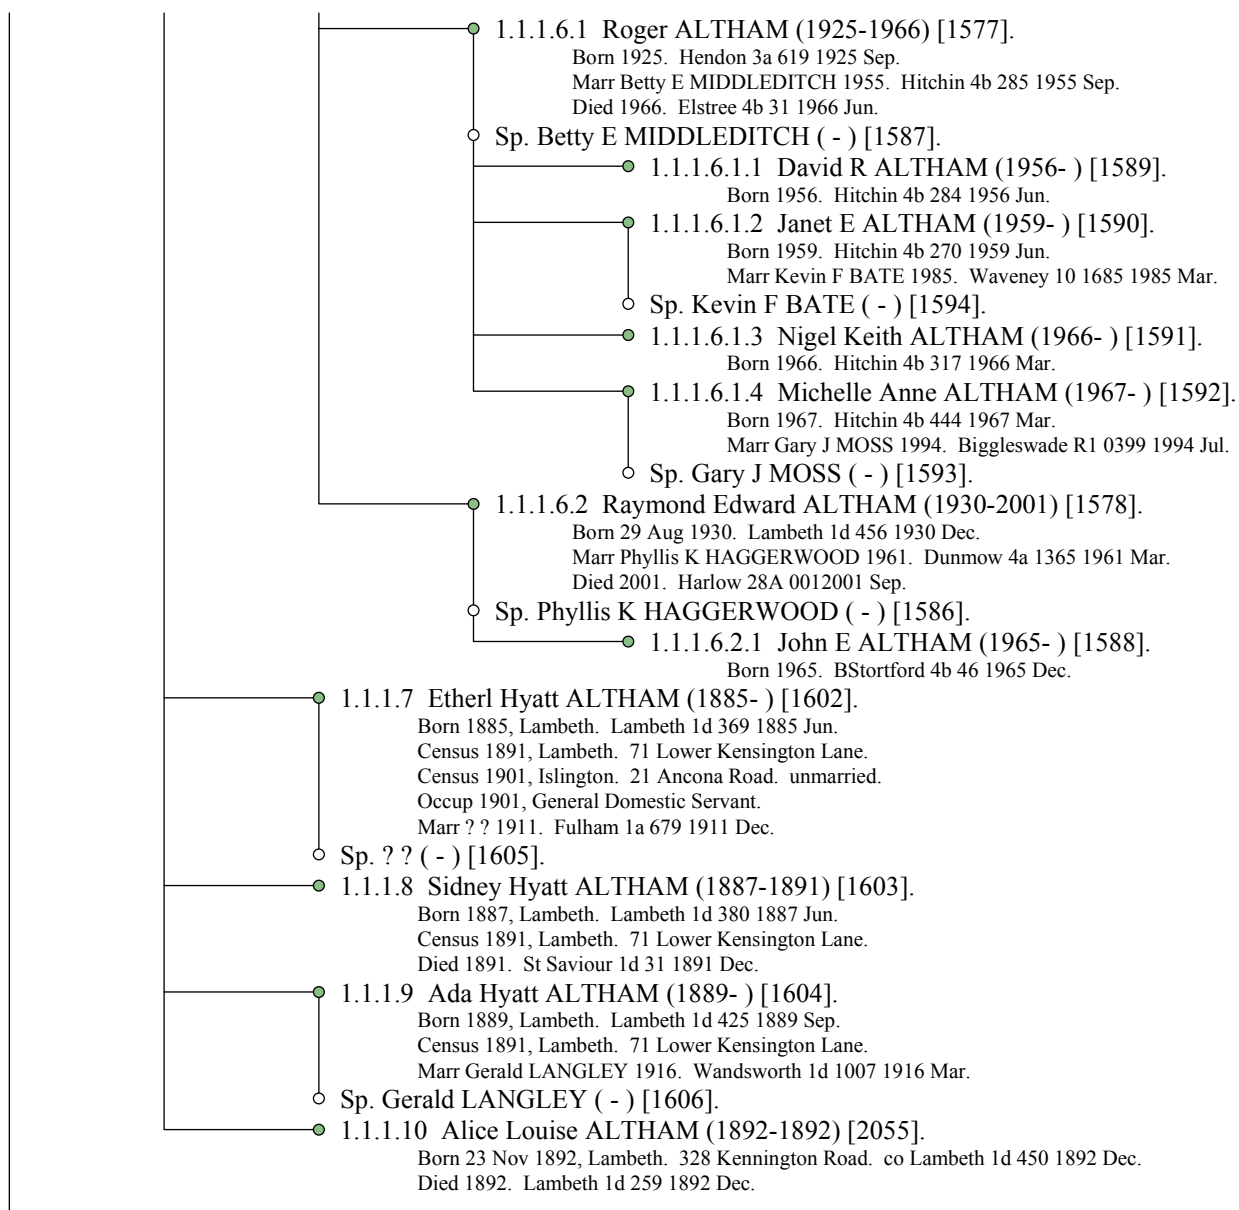 1.1.1.6.1 Roger ALTHAM (1925-1966) [1577].
Born 1925. Hendon 3a 619 1925 Sep.
Marr Betty E MIDDLEDITCH 1955. Hitchin 4b 285 1955 Sep.
Died 1966. Elstree 4b 31 1966 Jun.
Sp. Betty E MIDDLEDITCH ( - ) [1587].
1.1.1.6.1.1 David R ALTHAM (1956- ) [1589].
Born 1956. Hitchin 4b 284 1956 Jun.
1.1.1.6.1.2 Janet E ALTHAM (1959- ) [1590].
Born 1959. Hitchin 4b 270 1959 Jun.
Marr Kevin F BATE 1985. Waveney 10 1685 1985 Mar.
Sp. Kevin F BATE ( - ) [1594].
1.1.1.6.1.3 Nigel Keith ALTHAM (1966- ) [1591].
Born 1966. Hitchin 4b 317 1966 Mar.
1.1.1.6.1.4 Michelle Anne ALTHAM (1967- ) [1592].
Born 1967. Hitchin 4b 444 1967 Mar.
Marr Gary J MOSS 1994. Biggleswade R1 0399 1994 Jul.
Sp. Gary J MOSS ( - ) [1593].
1.1.1.6.2 Raymond Edward ALTHAM (1930-2001) [1578].
Born 29 Aug 1930. Lambeth 1d 456 1930 Dec.
Marr Phyllis K HAGGERWOOD 1961. Dunmow 4a 1365 1961 Mar.
Died 2001. Harlow 28A 0012001 Sep.
Sp. Phyllis K HAGGERWOOD ( - ) [1586].
1.1.1.6.2.1 John E ALTHAM (1965- ) [1588].
Born 1965. BStortford 4b 46 1965 Dec.
1.1.1.7 Etherl Hyatt ALTHAM (1885- ) [1602].
Born 1885, Lambeth. Lambeth 1d 369 1885 Jun.
Census 1891, Lambeth. 71 Lower Kensington Lane.
Census 1901, Islington. 21 Ancona Road. unmarried.
Occup 1901, General Domestic Servant.
Marr ? ? 1911. Fulham 1a 679 1911 Dec.
Sp. ? ? ( - ) [1605].
1.1.1.8 Sidney Hyatt ALTHAM (1887-1891) [1603].
Born 1887, Lambeth. Lambeth 1d 380 1887 Jun.
Census 1891, Lambeth. 71 Lower Kensington Lane.
Died 1891. St Saviour 1d 31 1891 Dec.
1.1.1.9 Ada Hyatt ALTHAM (1889- ) [1604].
Born 1889, Lambeth. Lambeth 1d 425 1889 Sep.
Census 1891, Lambeth. 71 Lower Kensington Lane.
Marr Gerald LANGLEY 1916. Wandsworth 1d 1007 1916 Mar.
Sp. Gerald LANGLEY ( - ) [1606].
1.1.1.10 Alice Louise ALTHAM (1892-1892) [2055].
Born 23 Nov 1892, Lambeth. 328 Kennington Road. co Lambeth 1d 450 1892 Dec.
Died 1892. Lambeth 1d 259 1892 Dec.